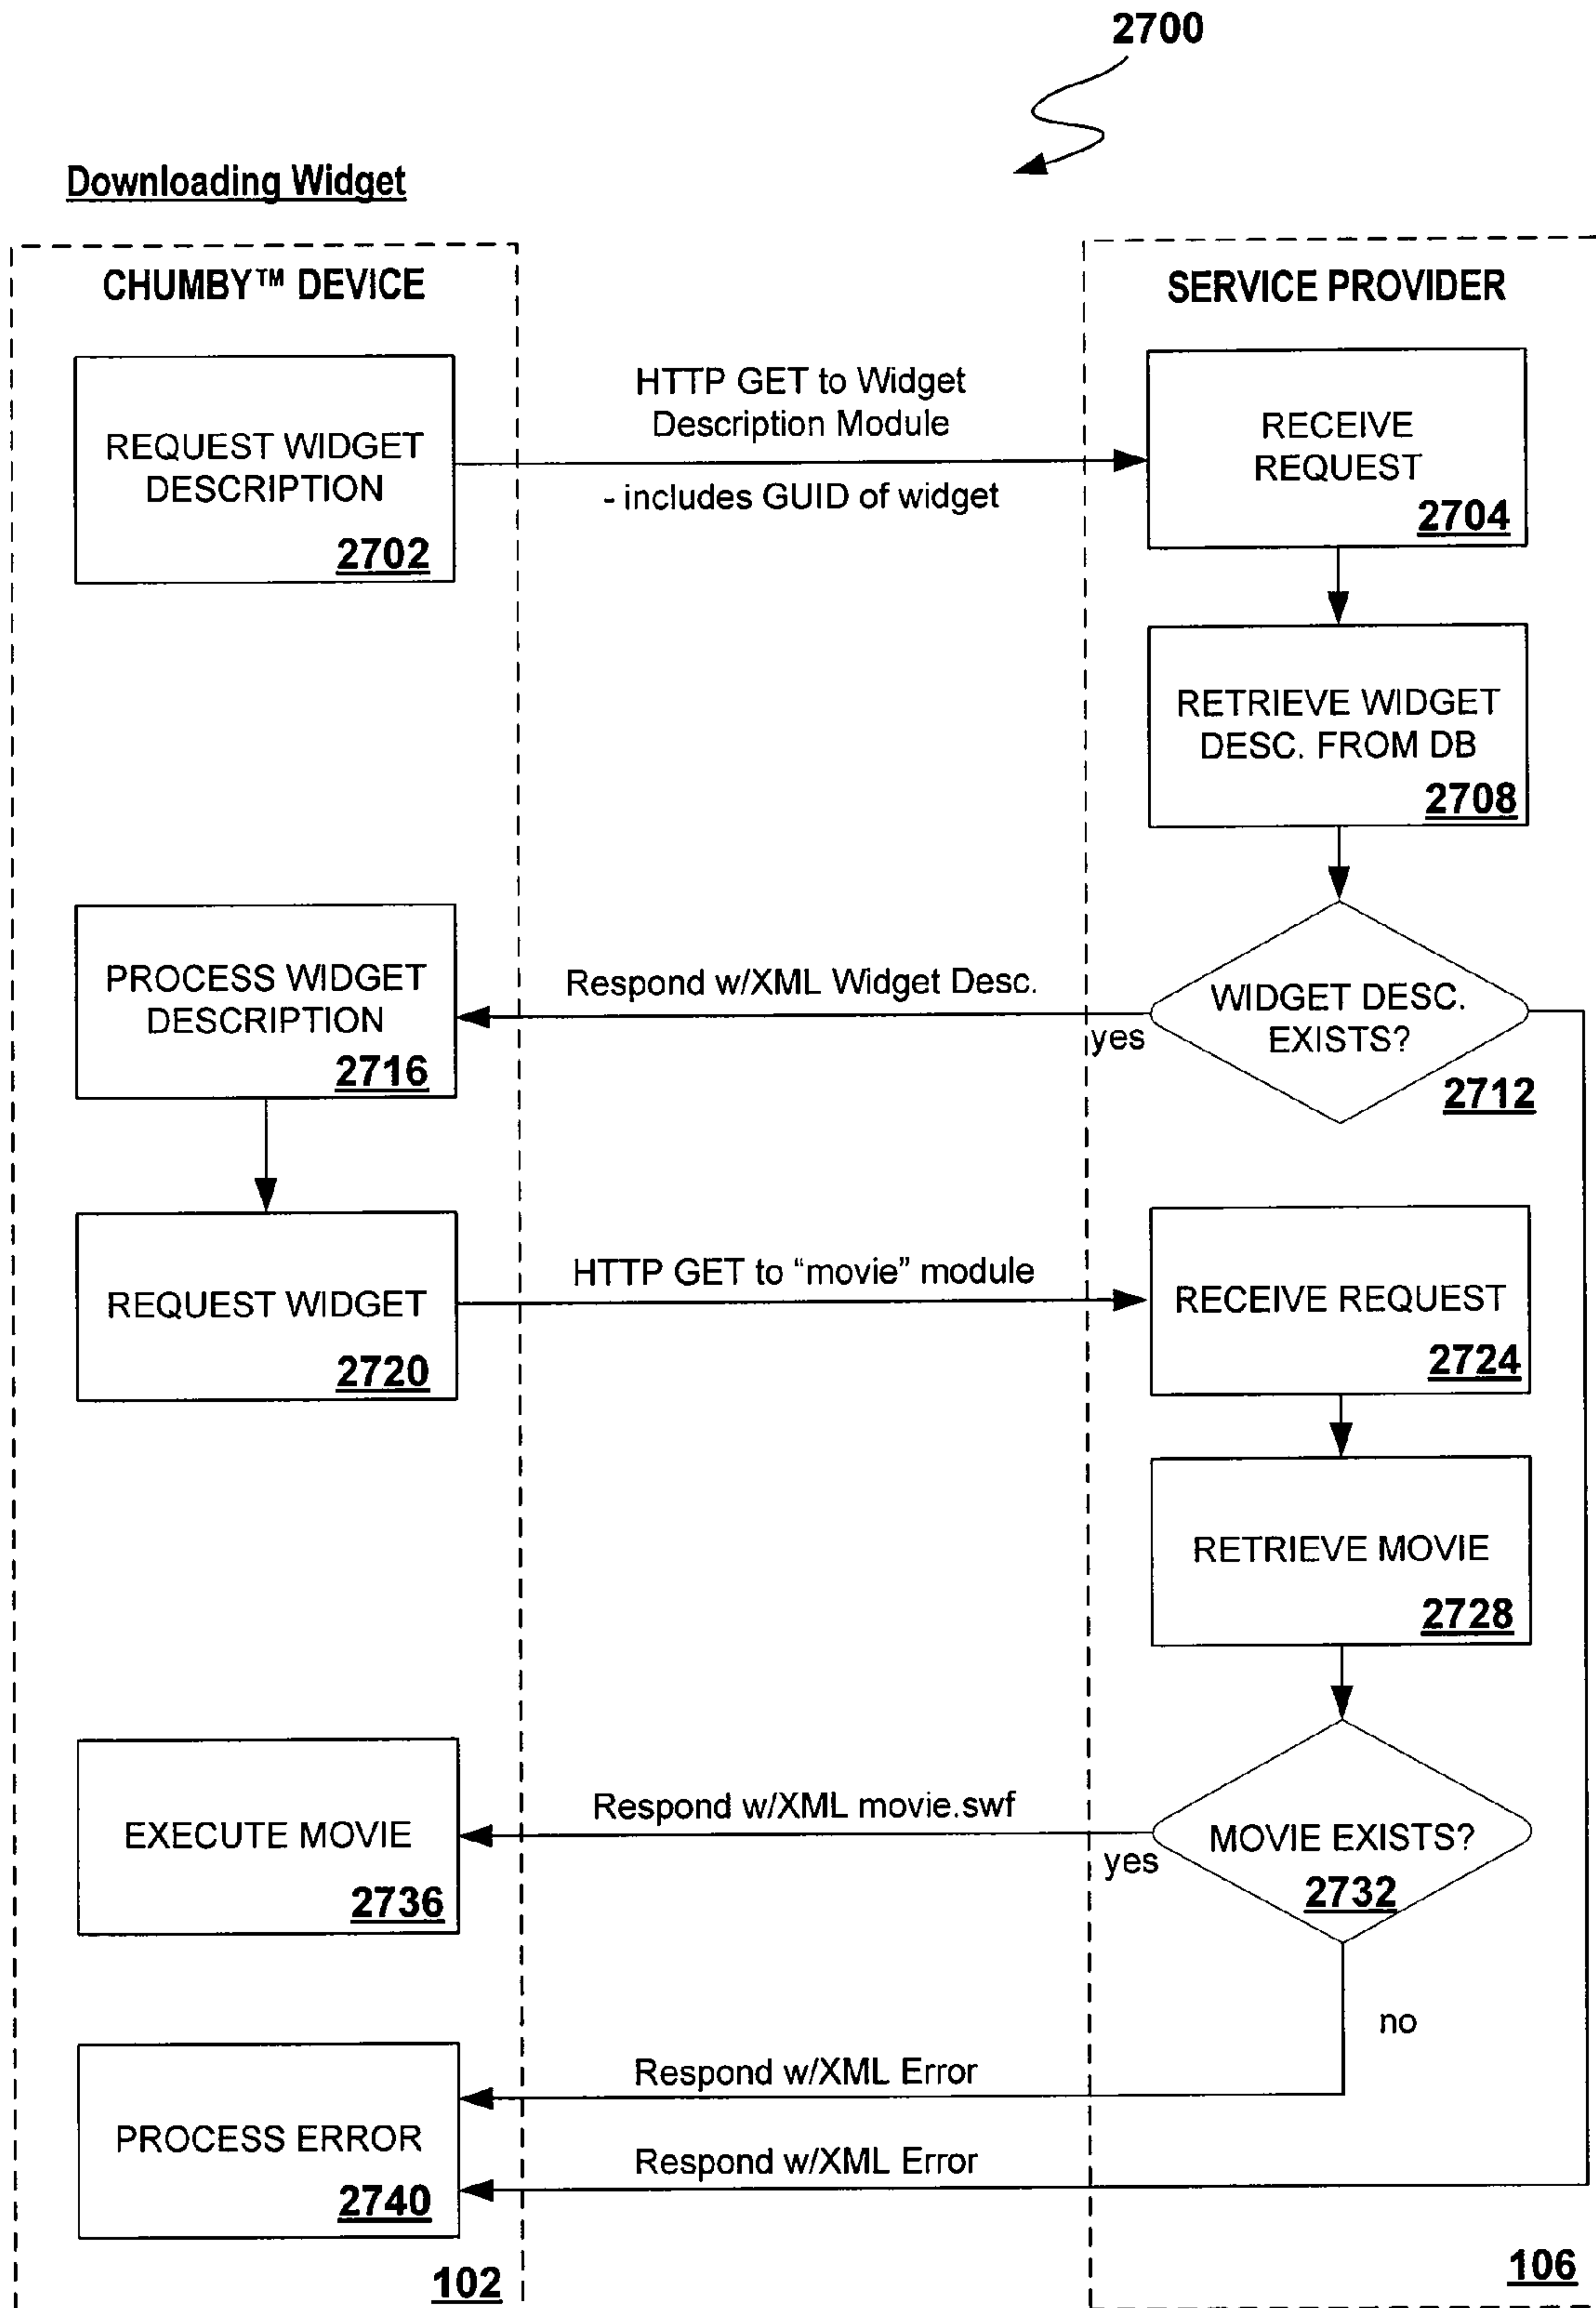 2700
Downloading Widget
CHUMBY™ DEVICE
SERVICE PROVIDER
REQUEST WIDGET
DESCRIPTION
2702
HTTP GET to Widget
Description Module
- includes GUID of widget
RECEIVE
REQUEST
2704
RETRIEVE WIDGET
DESC. FROM DB
2708
PROCESS WIDGET
DESCRIPTION
2716
Respond w/XML Widget Desc.
yes
WIDGET DESC.
EXISTS?
2712
REQUEST WIDGET
2720
HTTP GET to “movie” module
RECEIVE REQUEST
2724
RETRIEVE MOVIE
2728
EXECUTE MOVIE
2736
Respond w/XML movie.swf
yes
MOVIE EXISTS?
2732
no
Respond w/XML Error
PROCESS ERROR
2740
Respond w/XML Error
102
106